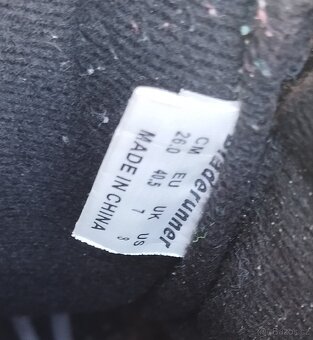 Bladerunner
CM EU UK US
26.0 40.5 7 8
MADE IN CHINA